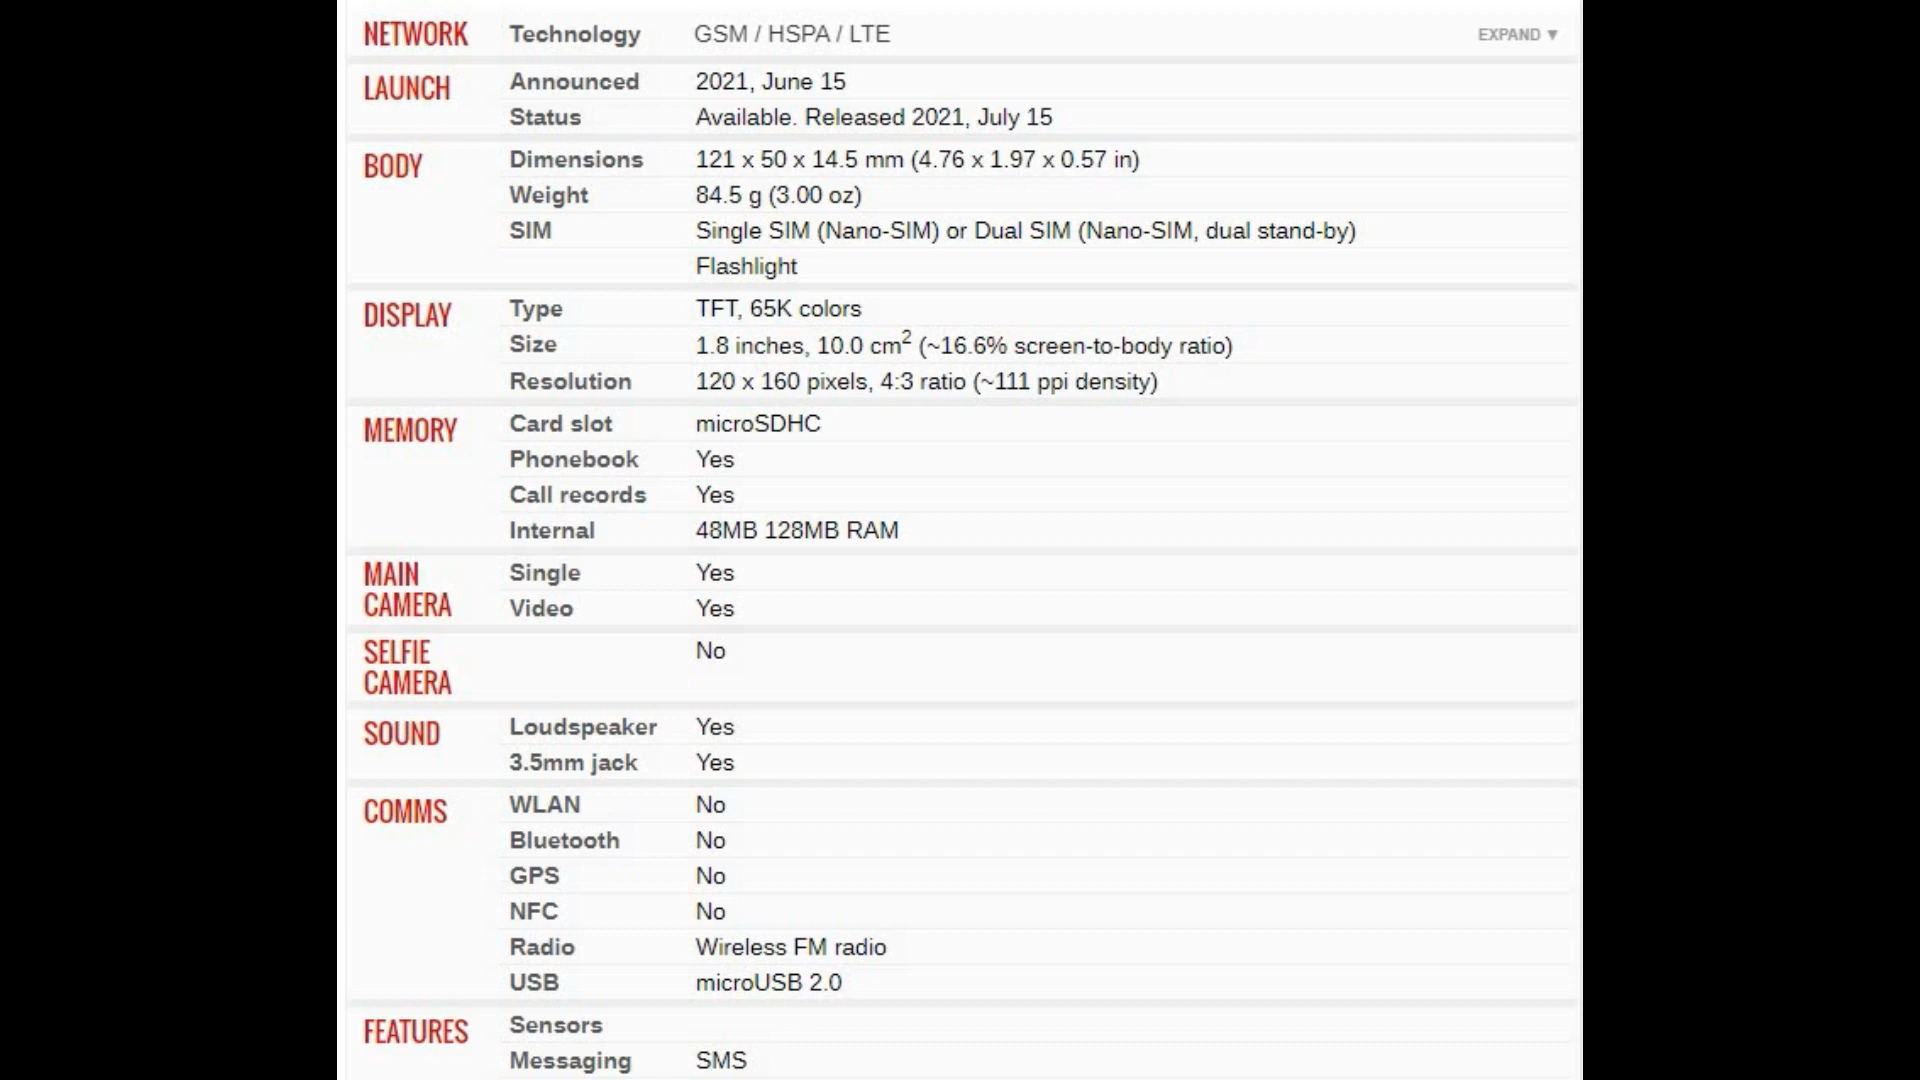 NETWORK Technology GSM / HSPA / LTE EXPAND ▼
LAUNCH Announced 2021, June 15
Status Available. Released 2021, July 15
BODY Dimensions 121 x 50 x 14.5 mm (4.76 x 1.97 x 0.57 in)
Weight 84.5 g (3.00 oz)
SIM Single SIM (Nano-SIM) or Dual SIM (Nano-SIM, dual stand-by)
Flashlight
DISPLAY Type TFT, 65K colors
Size 1.8 inches, 10.0 cm² (~16.6% screen-to-body ratio)
Resolution 120 x 160 pixels, 4:3 ratio (~111 ppi density)
MEMORY Card slot microSDHC
Phonebook Yes
Call records Yes
Internal 48MB 128MB RAM
MAIN CAMERA Single Yes
Video Yes
SELFIE CAMERA No
SOUND Loudspeaker Yes
3.5mm jack Yes
COMMS WLAN No
Bluetooth No
GPS No
NFC No
Radio Wireless FM radio
USB microUSB 2.0
FEATURES Sensors
Messaging SMS